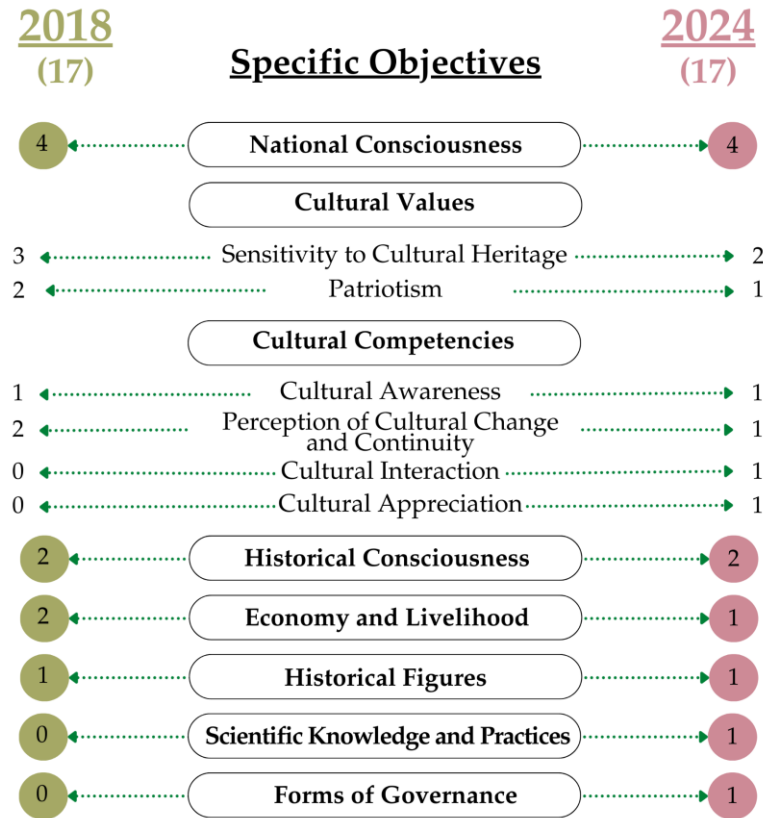 2018 Specific Objectives 2024
(17) (17)
4 National Consciousness 4
Cultural Values
3 Sensitivity to Cultural Heritage 2
2 Patriotism 1
Cultural Competencies
1 Cultural Awareness 1
2 Perception of Cultural Change 1
and Continuity
0 Cultural Interaction 1
0 Cultural Appreciation 1
2 Historical Consciousness 2
2 Economy and Livelihood 1
1 Historical Figures 1
0 Scientific Knowledge and Practices 1
0 Forms of Governance 1